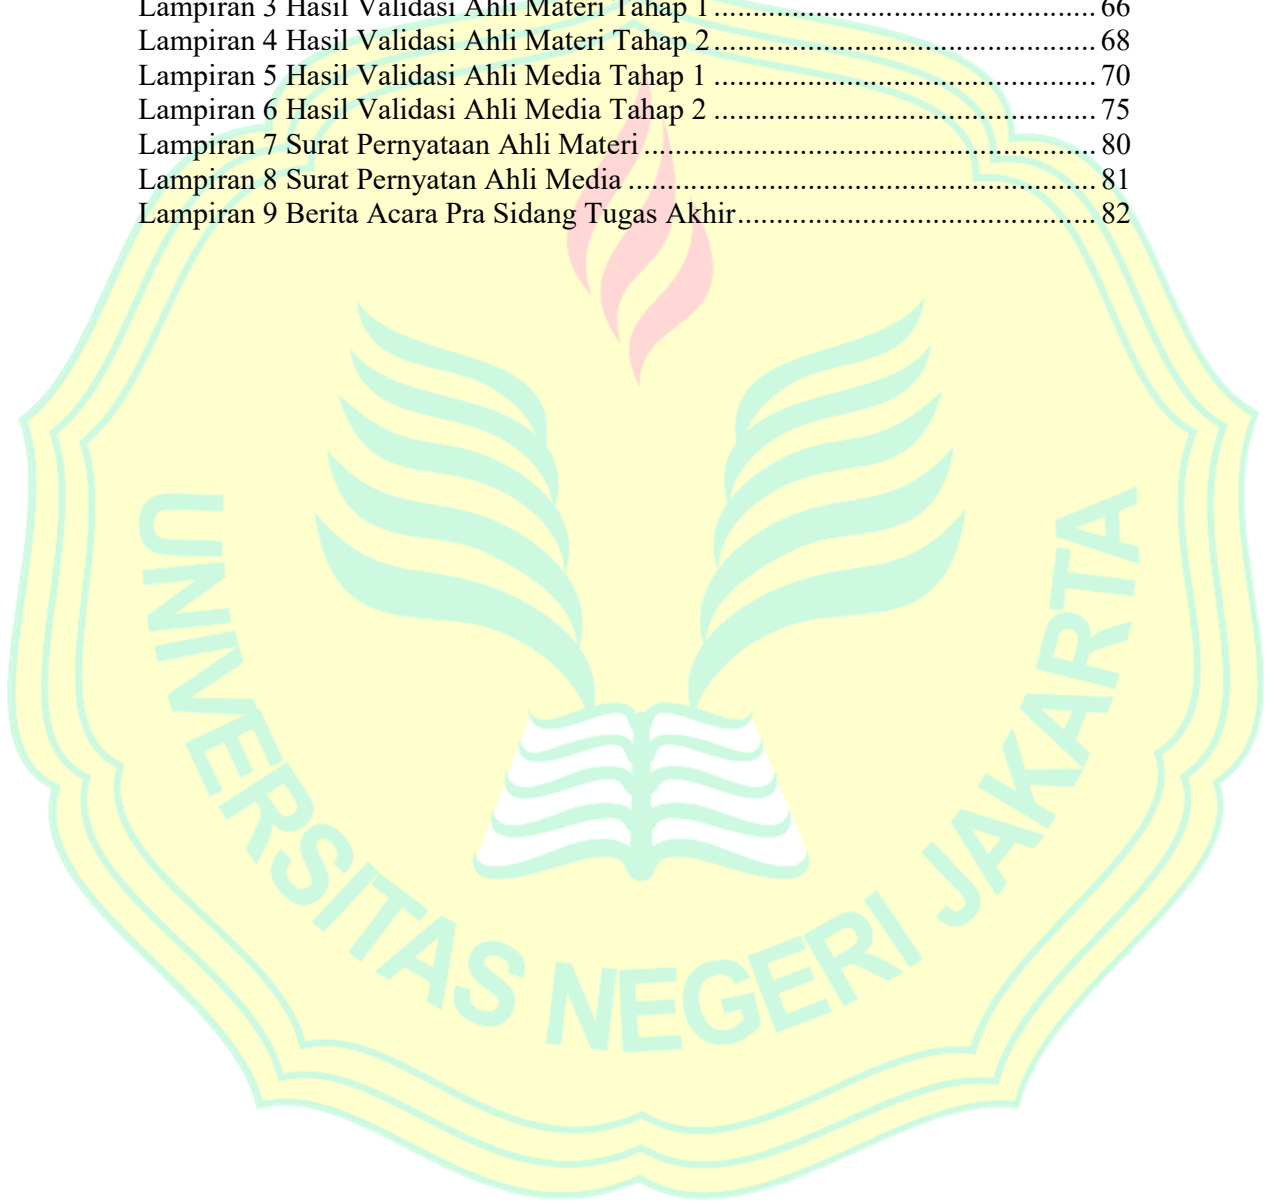 Lampiran 3 Hasil Validasi Ahli Materi Tahap 1 ................................................ 66
Lampiran 4 Hasil Validasi Ahli Materi Tahap 2 ................................................ 68
Lampiran 5 Hasil Validasi Ahli Media Tahap 1 ................................................ 70
Lampiran 6 Hasil Validasi Ahli Media Tahap 2 ................................................ 75
Lampiran 7 Surat Pernyataan Ahli Materi ......................................................... 80
Lampiran 8 Surat Pernyatan Ahli Media ........................................................... 81
Lampiran 9 Berita Acara Pra Sidang Tugas Akhir ............................................. 82
UNIVERSITAS NEGERI JAKARTA